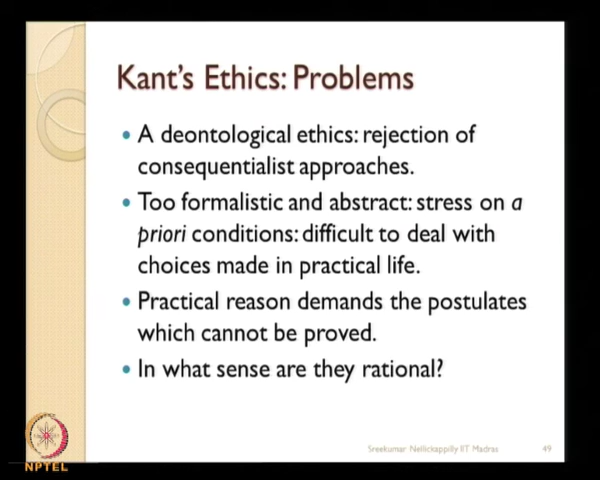 Kant's Ethics: Problems
A deontological ethics: rejection of
consequentialist approaches.
Too formalistic and abstract: stress on a
priori conditions: difficult to deal with
choices made in practical life.
Practical reason demands the postulates
which cannot be proved.
In what sense are they rational?
Sreekumar Nellickappilly IIT Madras 49
NPTEL